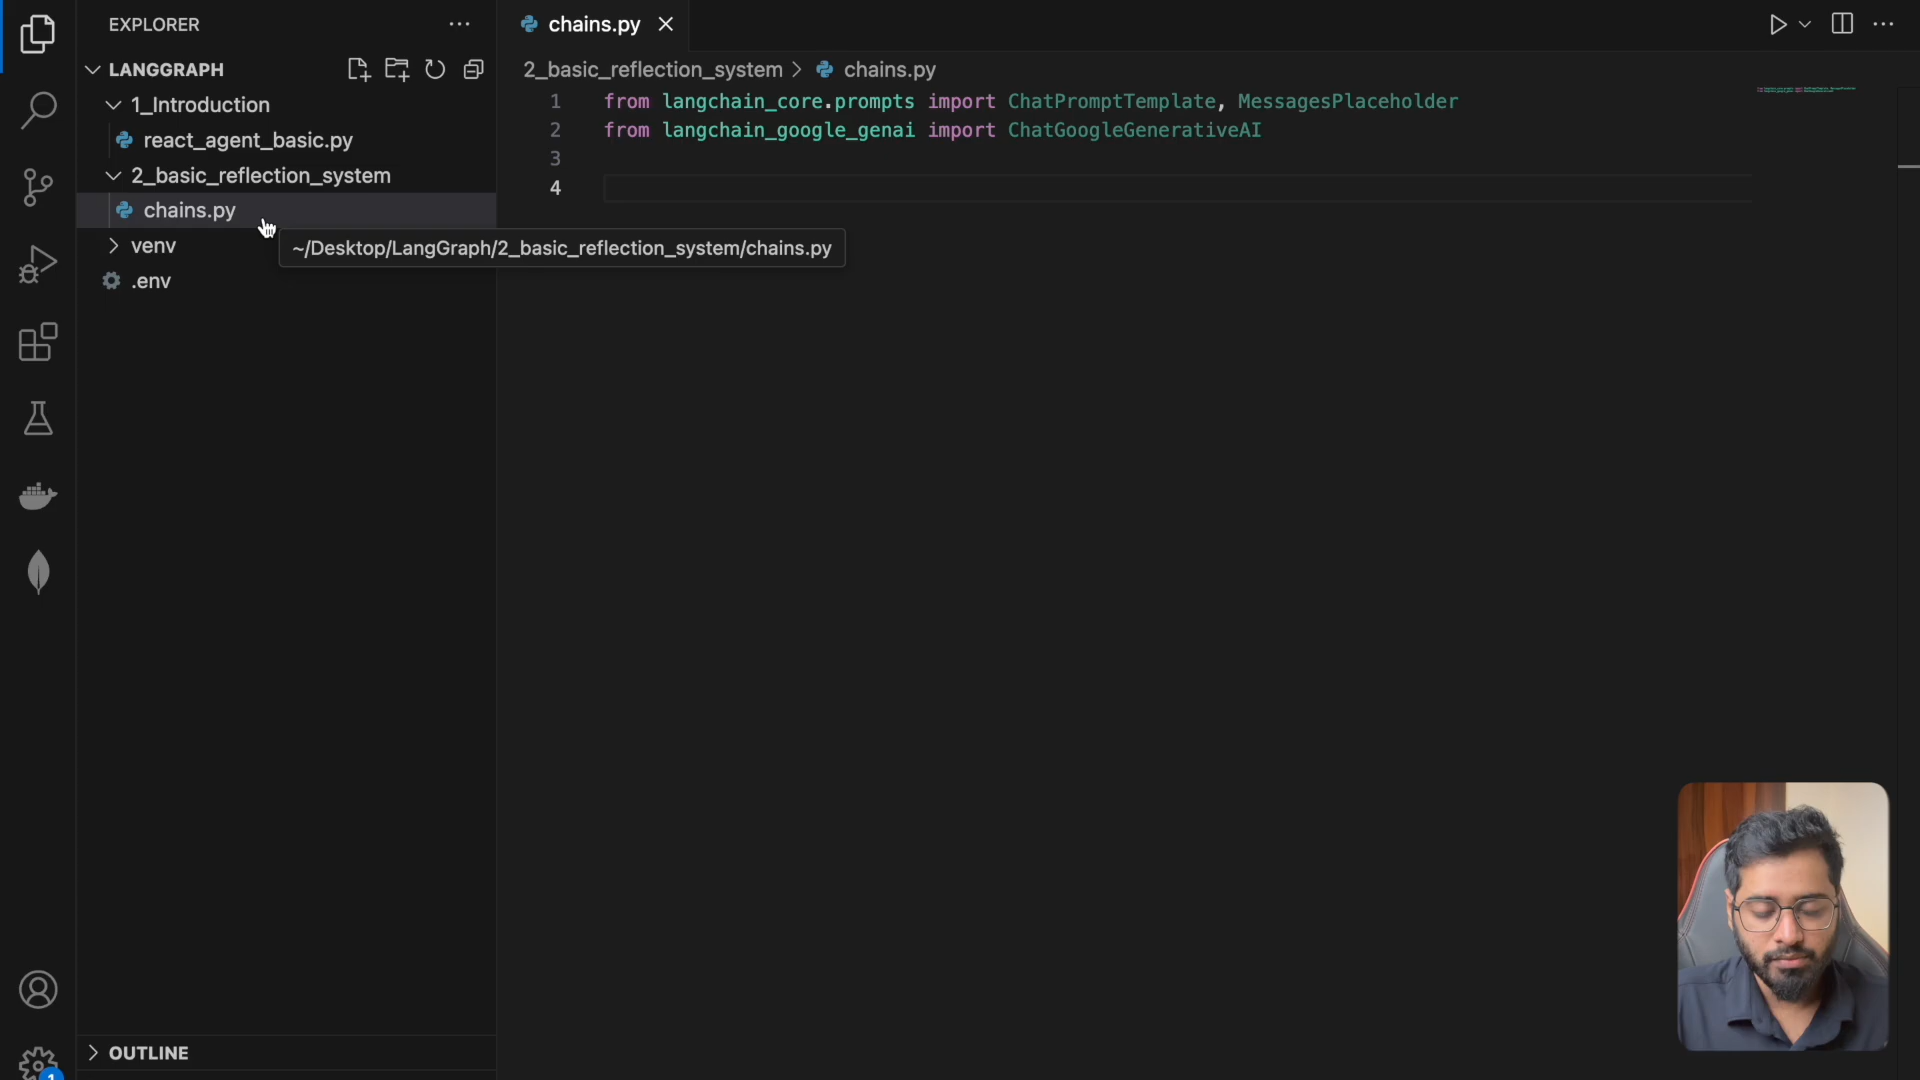 EXPLORER
LANGGRAPH
1_Introduction
react_agent_basic.py
2_basic_reflection_system
chains.py
venv
.env
OUTLINE
1
chains.py
2_basic_reflection_system > chains.py
1 from langchain_core.prompts import ChatPromptTemplate, MessagesPlaceholder
2 from langchain_google_genai import ChatGoogleGenerativeAI
3
4
~/Desktop/LangGraph/2_basic_reflection_system/chains.py